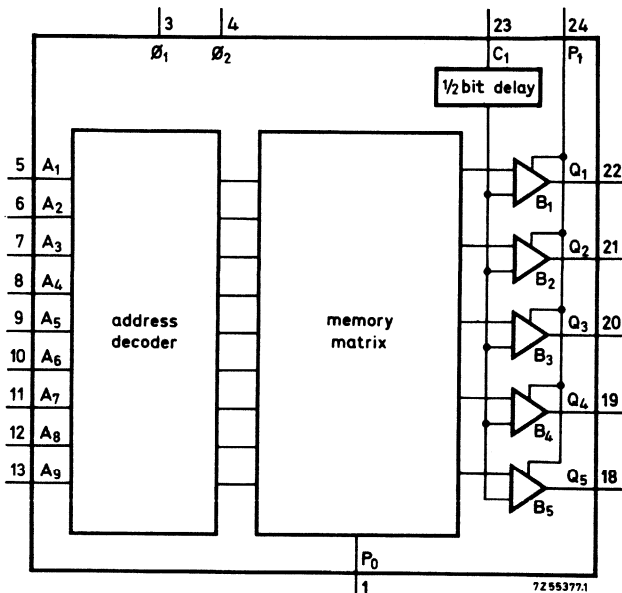 3 4 23 24
Ø1 Ø2 C1 P1
½ bit delay
5 A1 Q1 22
B1
6 A2
7 A3 Q2 21
B2
8 A4
9 A5 address decoder memory matrix Q3 20
B3
10 A6
11 A7 Q4 19
B4
12 A8
13 A9 Q5 18
B5
P0
1
7Z55377.1